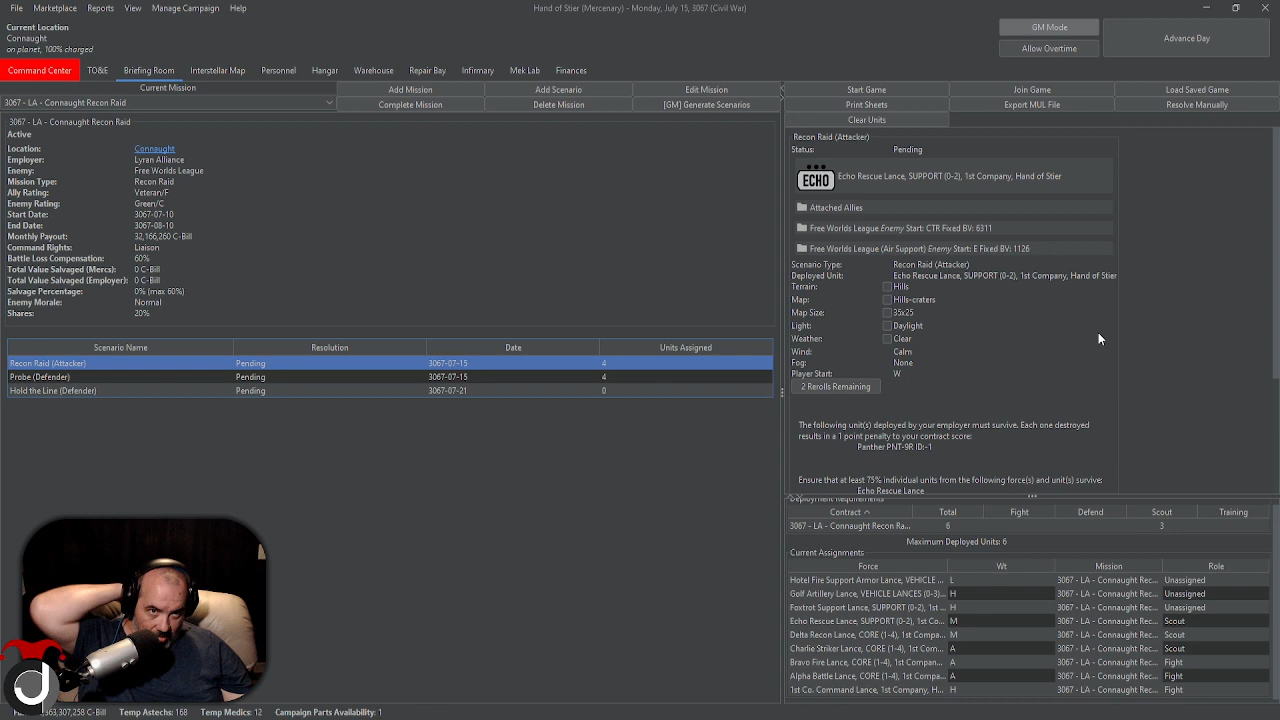 File Marketplace Reports View Manage Campaign Help
Hand of Stier (Mercenary) - Monday, July 15, 3067 (Civil War)
Current Location
Connaught
on planet, 100% charged
GM Mode
Allow Overtime
Advance Day
Command Center TO&E Briefing Room Interstellar Map Personnel Hangar Warehouse Repair Bay Infirmary Mek Lab Finances
Current Mission
3067 - LA - Connaught Recon Raid
Add Mission Add Scenario Edit Mission
Complete Mission Delete Mission [GM] Generate Scenarios
3067 - LA - Connaught Recon Raid
Active
Location: Connaught
Employer: Lyran Alliance
Enemy: Free Worlds League
Mission Type: Recon Raid
Ally Rating: Veteran/F
Enemy Rating: Green/C
Start Date: 3067-07-10
End Date: 3067-08-10
Monthly Payout: 32,166,260 C-Bill
Command Rights: Liaison
Battle Loss Compensation: 60%
Total Value Salvaged (Mercs): 0 C-Bill
Total Value Salvaged (Employer): 0 C-Bill
Salvage Percentage: 0% (max 60%)
Enemy Morale: Normal
Shares: 20%
Scenario Name Resolution Date Units Assigned
Recon Raid (Attacker) Pending 3067-07-15 4
Probe (Defender) Pending 3067-07-15 4
Hold the Line (Defender) Pending 3067-07-21 0
Start Game Join Game Load Saved Game
Print Sheets Export MUL File Resolve Manually
Clear Units
Recon Raid (Attacker)
Status: Pending
ECHO Echo Rescue Lance, SUPPORT (0-2), 1st Company, Hand of Stier
Attached Allies
Free Worlds League Enemy Start: CTR Fixed BV: 6311
Free Worlds League (Air Support) Enemy Start: E Fixed BV: 1126
Scenario Type: Recon Raid (Attacker)
Deployed Unit: Echo Rescue Lance, SUPPORT (0-2), 1st Company, Hand of Stier
Terrain: Hills
Map: Hills-craters
Map Size: 35x25
Light: Daylight
Weather: Clear
Wind: Calm
Fog: None
Player Start: W
2 Rerolls Remaining
The following unit(s) deployed by your employer must survive. Each one destroyed
results in a 1 point penalty to your contract score:
Panther PNT-9R ID:-1
Ensure that at least 75% individual units from the following force(s) and unit(s) survive:
Echo Rescue Lance
Deployment Requirements
Contract Total Fight Defend Scout Training
3067 - LA - Connaught Recon Ra... 6 3
Maximum Deployed Units: 6
Current Assignments
Force Wt Mission Role
Hotel Fire Support Armor Lance, VEHICLE ... L 3067 - LA - Connaught Rec... Unassigned
Golf Artillery Lance, VEHICLE LANCES (0-3)... H 3067 - LA - Connaught Rec... Unassigned
Foxtrot Support Lance, SUPPORT (0-2), 1st ... H 3067 - LA - Connaught Rec... Unassigned
Echo Rescue Lance, SUPPORT (0-2), 1st Co... M 3067 - LA - Connaught Rec... Scout
Delta Recon Lance, CORE (1-4), 1st Compa... M 3067 - LA - Connaught Rec... Scout
Charlie Striker Lance, CORE (1-4), 1st Com... A 3067 - LA - Connaught Rec... Scout
Bravo Fire Lance, CORE (1-4), 1st Compan... A 3067 - LA - Connaught Rec... Fight
Alpha Battle Lance, CORE (1-4), 1st Comp... A 3067 - LA - Connaught Rec... Fight
1st Co. Command Lance, 1st Company, H... H 3067 - LA - Connaught Rec... Fight
363,307,258 C-Bill Temp Astechs: 168 Temp Medics: 12 Campaign Parts Availability: 1